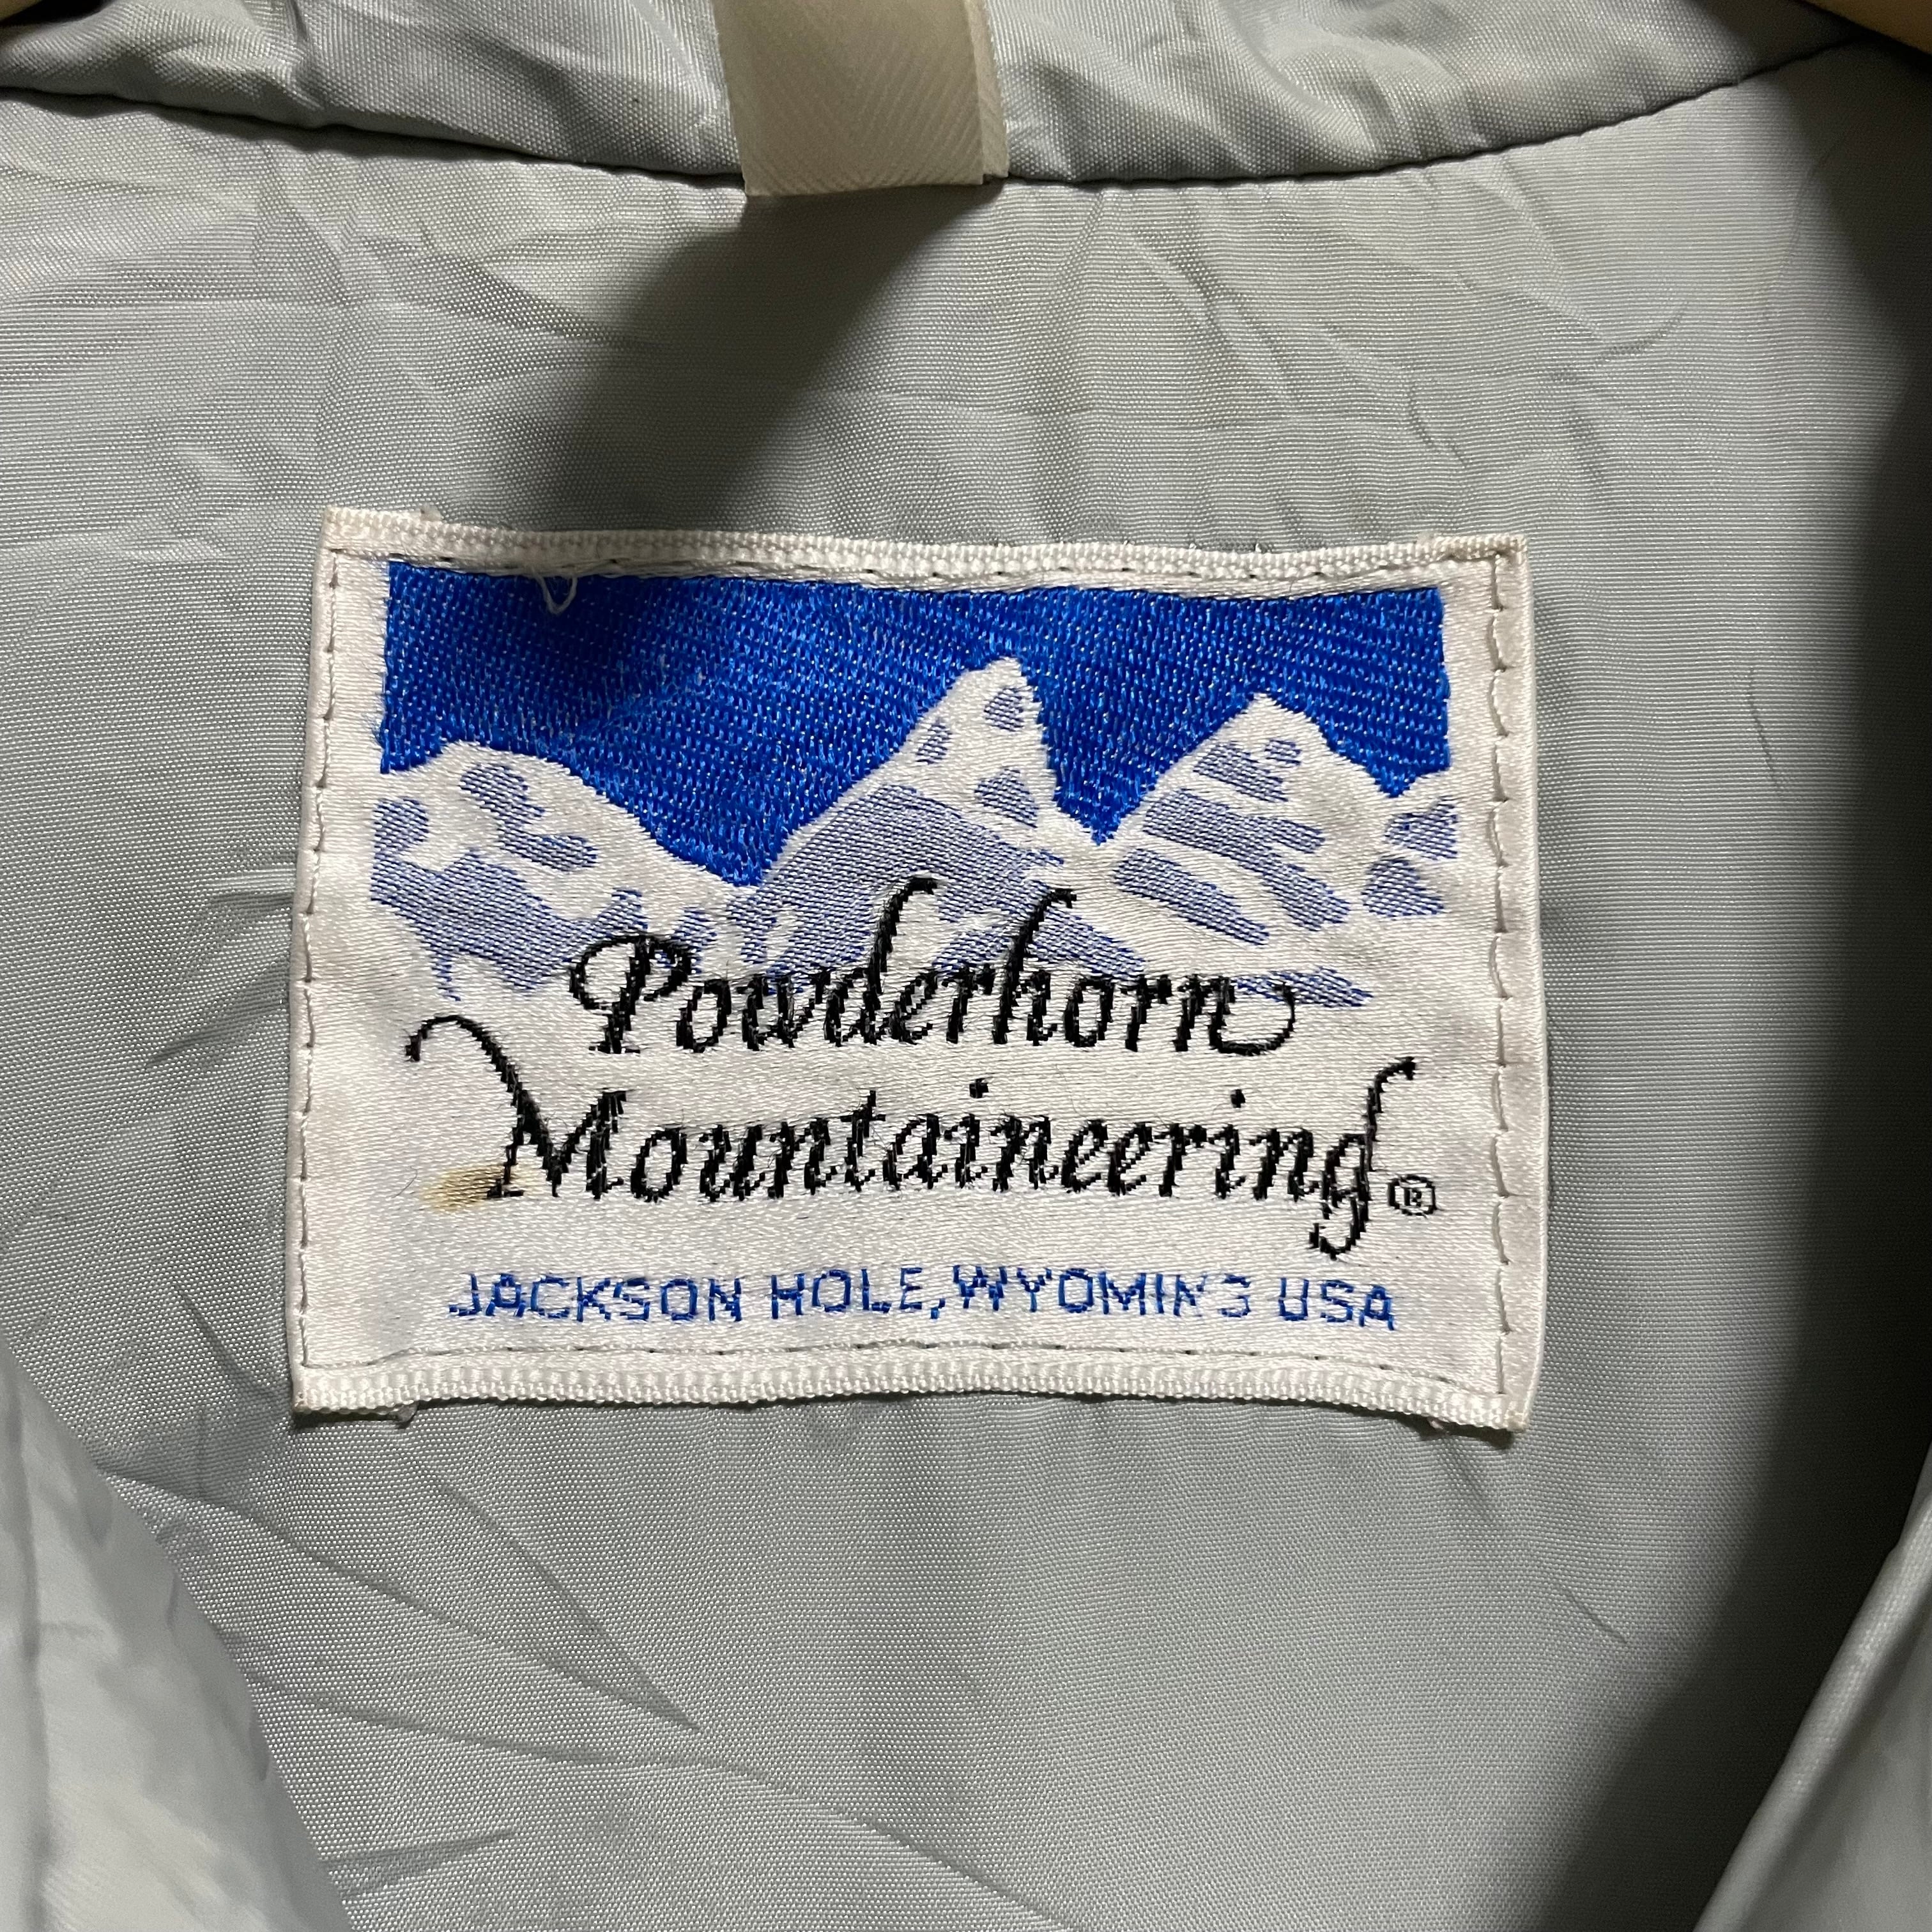 Powderhorn
Mountaineering®
JACKSON HOLE, WYOMING USA